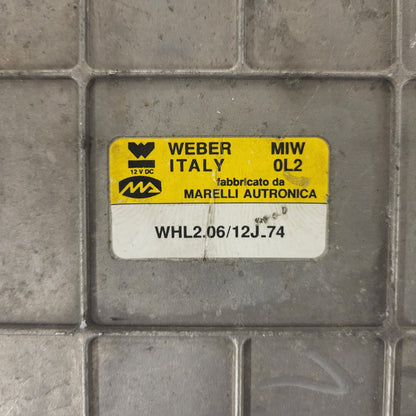 WEBER MIW
ITALY 0L2
12 V DC
fabbricato da
MARELLI AUTRONICA
WHL2.06/12J.74